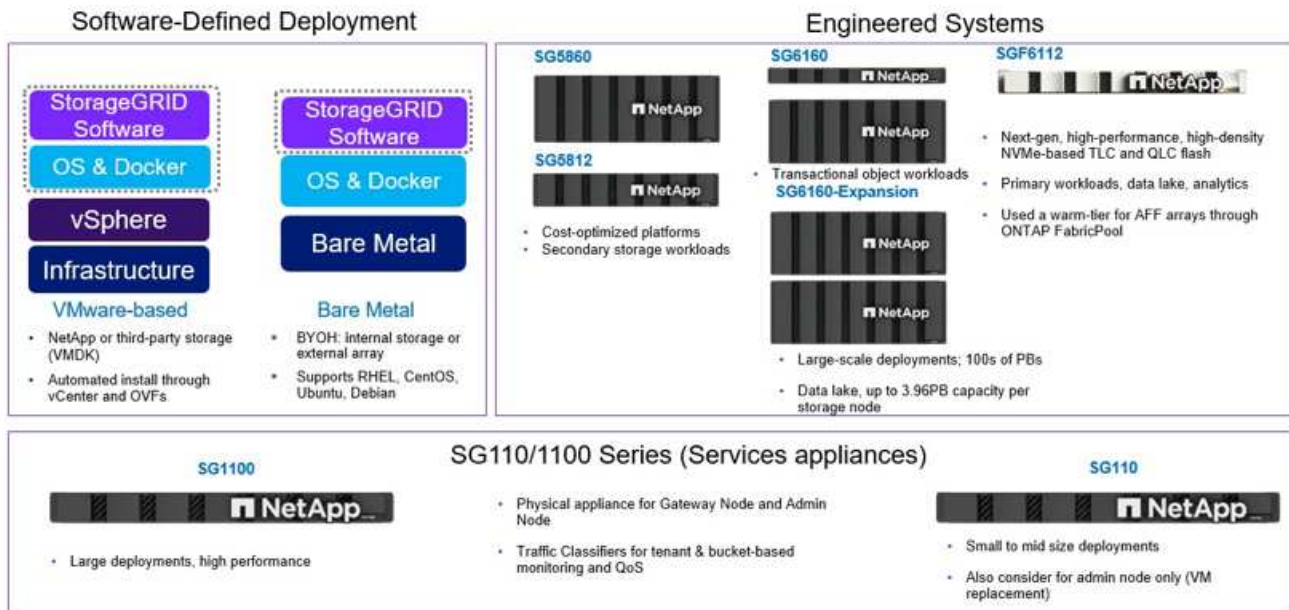 Software-Defined Deployment
StorageGRID
Software
OS & Docker
vSphere
Infrastructure
VMware-based
• NetApp or third-party storage
(VMDK)
• Automated install through
vCenter and OVFs
StorageGRID
Software
OS & Docker
Bare Metal
Bare Metal
• BYOH: internal storage or
external array
• Supports RHEL, CentOS,
Ubuntu, Debian
Engineered Systems
SG5860
NetApp
SG5812
NetApp
• Cost-optimized platforms
• Secondary storage workloads
SG6160
NetApp
NetApp
• Transactional object workloads
SG6160-Expansion
NetApp
NetApp
• Large-scale deployments; 100s of PBs
• Data lake, up to 3.96PB capacity per
storage node
SGF6112
NetApp
• Next-gen, high-performance, high-density
NVMe-based TLC and QLC flash
• Primary workloads, data lake, analytics
• Used a warm-tier for AFF arrays through
ONTAP FabricPool
SG110/1100 Series (Services appliances)
SG1100
NetApp
• Large deployments, high performance
• Physical appliance for Gateway Node and Admin
Node
• Traffic Classifiers for tenant & bucket-based
monitoring and QoS
SG110
NetApp
• Small to mid size deployments
• Also consider for admin node only (VM
replacement)